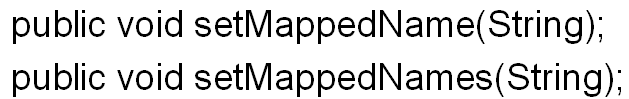 public void setMappedName(String);
public void setMappedNames(String);